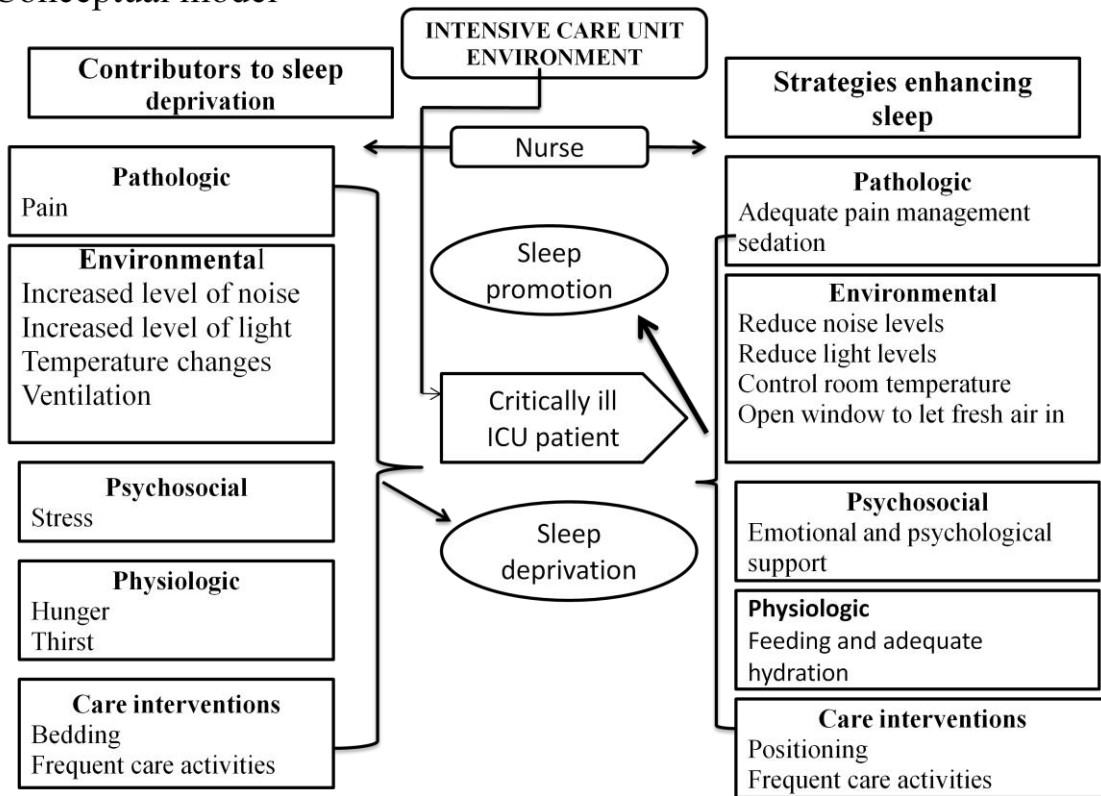 Conceptual model
INTENSIVE CARE UNIT
ENVIRONMENT
Contributors to sleep
deprivation
Strategies enhancing
sleep
Nurse
Pathologic
Pain
Environmental
Increased level of noise
Increased level of light
Temperature changes
Ventilation
Psychosocial
Stress
Physiologic
Hunger
Thirst
Care interventions
Bedding
Frequent care activities
Sleep
promotion
Critically ill
ICU patient
Sleep
deprivation
Pathologic
Adequate pain management
sedation
Environmental
Reduce noise levels
Reduce light levels
Control room temperature
Open window to let fresh air in
Psychosocial
Emotional and psychological
support
Physiologic
Feeding and adequate
hydration
Care interventions
Positioning
Frequent care activities